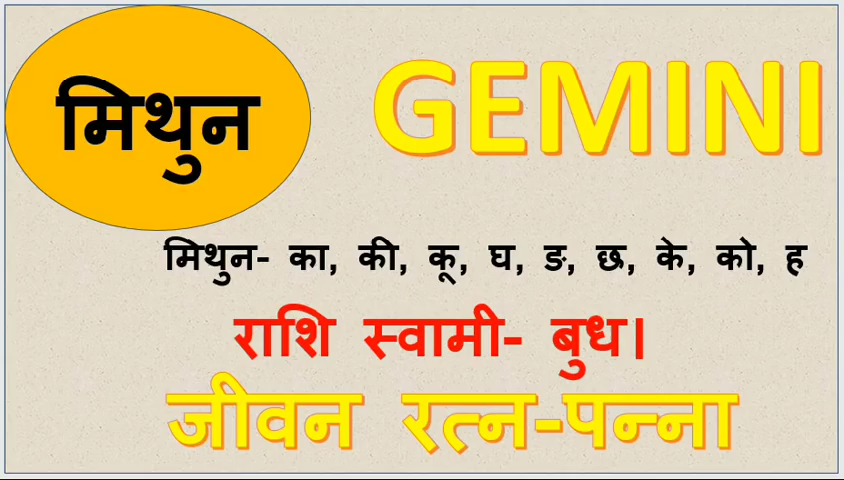 मिथुन
GEMINI
मिथुन- का, की, कू, घ, ङ, छ, के, को, ह
राशि स्वामी- बुध।
जीवन रत्न-पन्ना